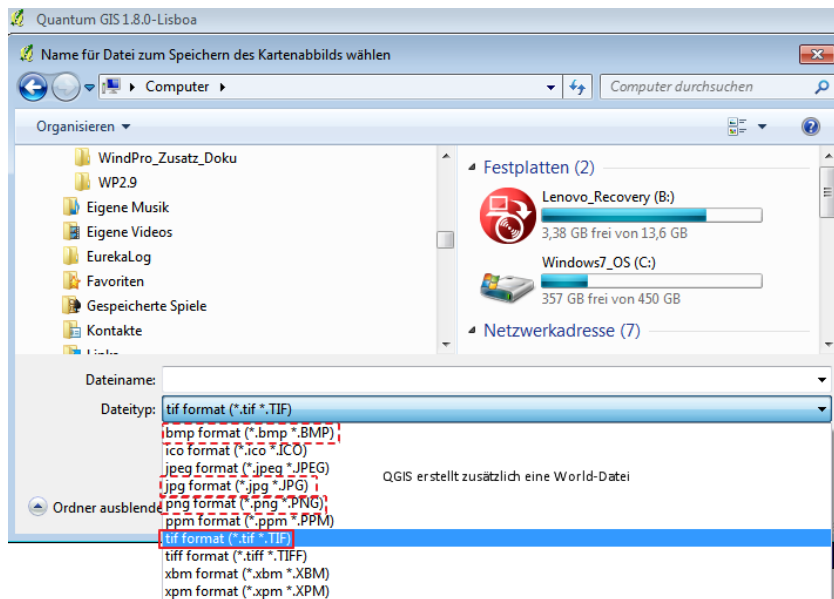 Quantum GIS 1.8.0-Lisboa
Name für Datei zum Speichern des Kartenabbilds wählen
Computer
Computer durchsuchen
Organisieren
WindPro_Zusatz_Doku
WP2.9
Eigene Musik
Eigene Videos
EurekaLog
Favoriten
Gespeicherte Spiele
Kontakte
Links
Festplatten (2)
Lenovo_Recovery (B:)
3,38 GB frei von 13,6 GB
Windows7_OS (C:)
357 GB frei von 450 GB
Netzwerkadresse (7)
Dateiname:
Dateityp: tif format (*.tif *.TIF)
bmp format (*.bmp *.BMP)
ico format (*.ico *.ICO)
jpeg format (*.jpeg *.JPEG)
jpg format (*.jpg *.JPG)
png format (*.png *.PNG)
ppm format (*.ppm *.PPM)
tif format (*.tif *.TIF)
tiff format (*.tiff *.TIFF)
xbm format (*.xbm *.XBM)
xpm format (*.xpm *.XPM)
QGIS erstellt zusätzlich eine World-Datei
Ordner ausblende